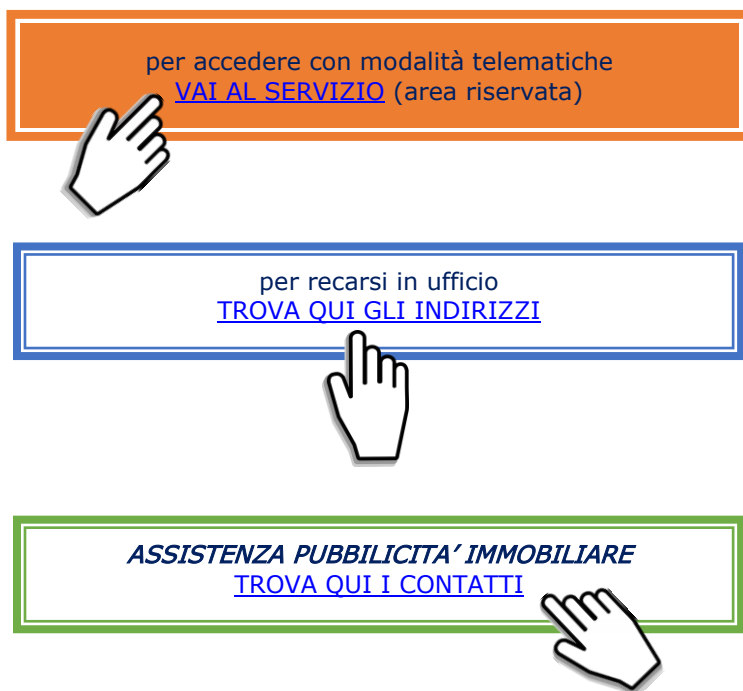 per accedere con modalità telematiche
VAI AL SERVIZIO (area riservata)
per recarsi in ufficio
TROVA QUI GLI INDIRIZZI
ASSISTENZA PUBBILICITA’ IMMOBILIARE
TROVA QUI I CONTATTI